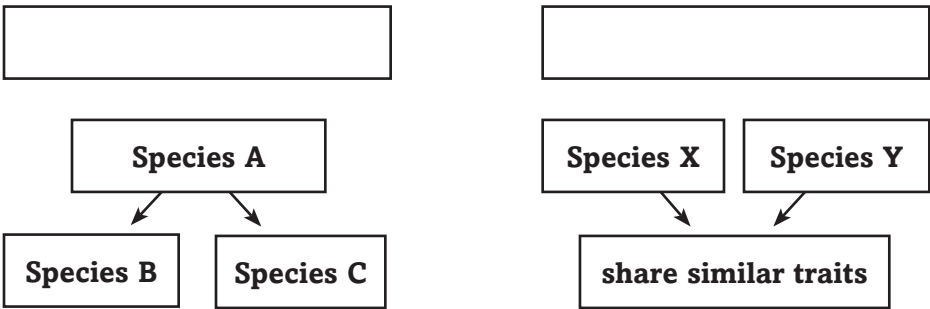 Species A
Species X
Species Y
Species B
Species C
share similar traits